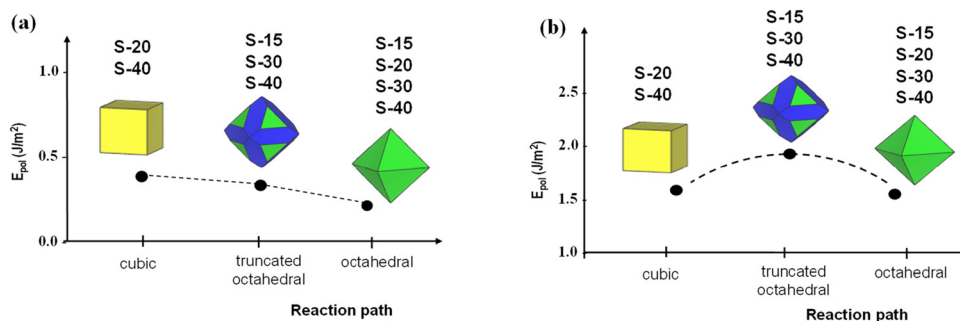 (a)
E_pol (J/m²)
1.0
0.5
0.0
S-20
S-40
S-15
S-30
S-40
S-15
S-20
S-30
S-40
cubic
truncated
octahedral
octahedral
Reaction path
(b)
E_pol (J/m²)
2.5
2.0
1.5
1.0
S-20
S-40
S-15
S-30
S-40
S-15
S-20
S-30
S-40
cubic
truncated
octahedral
octahedral
Reaction path